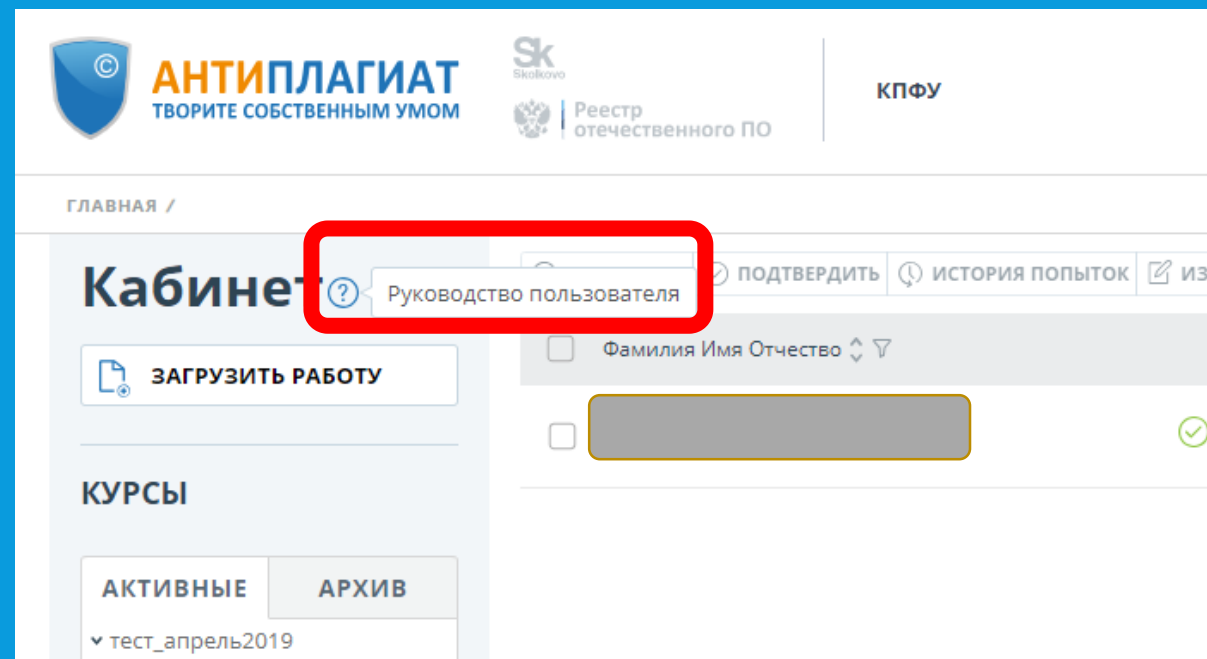 ©
АНТИПЛАГИАТ
ТВОРИТЕ СОБСТВЕННЫМ УМОМ
Sk
Skolkovo
Реестр
отечественного ПО
КПФУ
ГЛАВНАЯ /
Кабинет
?
Руководство пользователя
ПОДТВЕРДИТЬ
ИСТОРИЯ ПОПЫТОК
ИЗ
Фамилия Имя Отчество
ЗАГРУЗИТЬ РАБОТУ
КУРСЫ
АКТИВНЫЕ
АРХИВ
тест_апрель2019